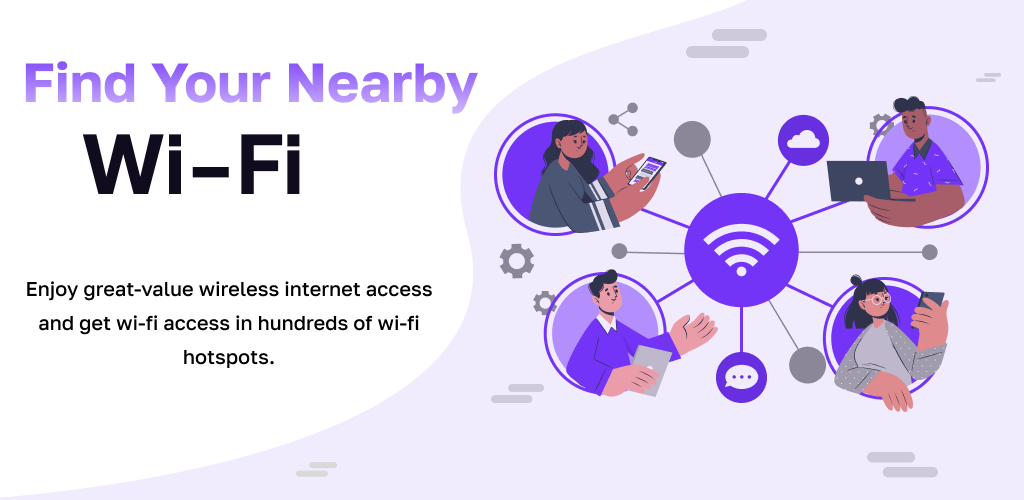 Find Your Nearby
Wi-Fi
Enjoy great-value wireless internet access
and get wi-fi access in hundreds of wi-fi
hotspots.